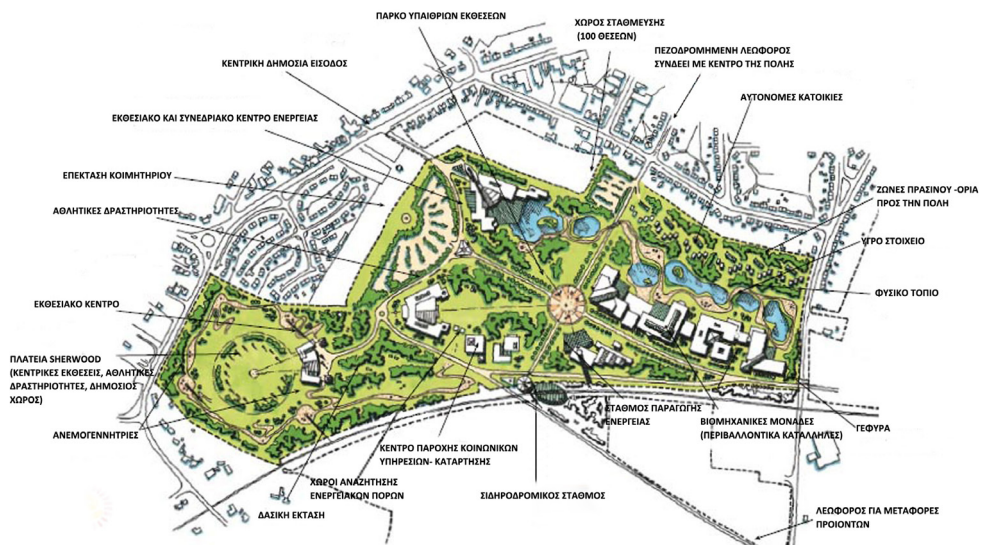 ΠΑΡΚΟ ΥΠΑΙΘΡΙΩΝ ΕΚΘΕΣΕΩΝ
ΧΩΡΟΣ ΣΤΑΘΜΕΥΣΗΣ
(100 ΘΕΣΕΩΝ)
ΠΕΖΟΔΡΟΜΗΜΕΝΗ ΛΕΩΦΟΡΟΣ
ΣΥΝΔΕΕΙ ΜΕ ΚΕΝΤΡΟ ΤΗΣ ΠΟΛΗΣ
ΚΕΝΤΡΙΚΗ ΔΗΜΟΣΙΑ ΕΙΣΟΔΟΣ
ΑΥΤΟΝΟΜΕΣ ΚΑΤΟΙΚΙΕΣ
ΕΚΘΕΣΙΑΚΟ ΚΑΙ ΣΥΝΕΔΡΙΑΚΟ ΚΕΝΤΡΟ ΕΝΕΡΓΕΙΑΣ
ΕΠΕΚΤΑΣΗ ΚΟΙΜΗΤΗΡΙΟΥ
ΖΩΝΕΣ ΠΡΑΣΙΝΟΥ -ΟΡΙΑ
ΠΡΟΣ ΤΗΝ ΠΟΛΗ
ΑΘΛΗΤΙΚΕΣ ΔΡΑΣΤΗΡΙΟΤΗΤΕΣ
ΥΓΡΟ ΣΤΟΙΧΕΙΟ
ΦΥΣΙΚΟ ΤΟΠΙΟ
ΕΚΘΕΣΙΑΚΟ ΚΕΝΤΡΟ
ΠΛΑΤΕΙΑ SHERWOOD
(ΚΕΝΤΡΙΚΕΣ ΕΚΘΕΣΕΙΣ, ΑΘΛΗΤΙΚΕΣ
ΔΡΑΣΤΗΡΙΟΤΗΤΕΣ, ΔΗΜΟΣΙΟΣ
ΧΩΡΟΣ)
ΣΤΑΘΜΟΣ ΠΑΡΑΓΩΓΗΣ
ΕΝΕΡΓΕΙΑΣ
ΒΙΟΜΗΧΑΝΙΚΕΣ ΜΟΝΑΔΕΣ
(ΠΕΡΙΒΑΛΛΟΝΤΙΚΑ ΚΑΤΑΛΛΗΛΕΣ)
ΓΕΦΥΡΑ
ΑΝΕΜΟΓΕΝΝΗΤΡΙΕΣ
ΚΕΝΤΡΟ ΠΑΡΟΧΗΣ ΚΟΙΝΩΝΙΚΩΝ
ΥΠΗΡΕΣΙΩΝ- ΚΑΤΑΡΤΗΣΗΣ
ΧΩΡΟΙ ΑΝΑΖΗΤΗΣΗΣ
ΕΝΕΡΓΕΙΑΚΩΝ ΠΟΡΩΝ
ΣΙΔΗΡΟΔΡΟΜΙΚΟΣ ΣΤΑΘΜΟΣ
ΔΑΣΙΚΗ ΕΚΤΑΣΗ
ΛΕΩΦΟΡΟΣ ΓΙΑ ΜΕΤΑΦΟΡΕΣ
ΠΡΟΙΟΝΤΩΝ